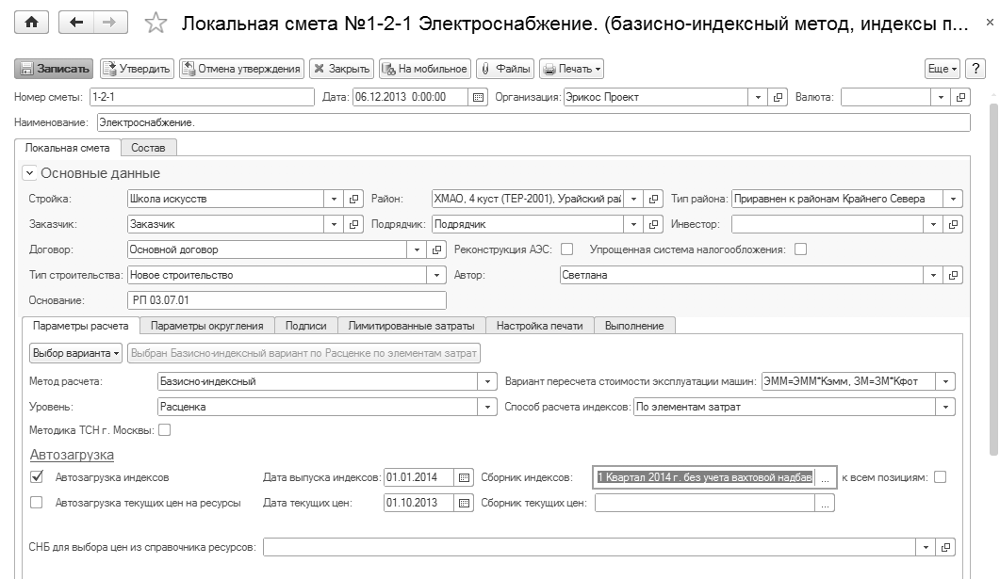 Локальная смета №1-2-1 Электроснабжение. (базисно-индексный метод, индексы п...
Записать Утвердить Отмена утверждения Закрыть На мобильное Файлы Печать Еще ?
Номер сметы: 1-2-1 Дата: 06.12.2013 0:00:00 Организация: Эрикос Проект Валюта:
Наименование: Электроснабжение.
Локальная смета Состав
Основные данные
Стройка: Школа искусств Район: ХМАО, 4 куст (ТЕР-2001), Урайский рай Тип района: Приравнен к районам Крайнего Севера
Заказчик: Заказчик Подрядчик: Подрядчик Инвестор:
Договор: Основной договор Реконструкция АЭС: Упрощенная система налогообложения:
Тип строительства: Новое строительство Автор: Светлана
Основание: РП 03.07.01
Параметры расчета Параметры округления Подписи Лимитированные затраты Настройка печати Выполнение
Выбор варианта Выбран Базисно-индексный вариант по Расценке по элементам затрат
Метод расчета: Базисно-индексный Вариант пересчета стоимости эксплуатации машин: ЭММ=ЭММ*Кэмм, ЗМ=ЗМ*Кфот
Уровень: Расценка Способ расчета индексов: По элементам затрат
Методика ТСН г. Москвы:
Автозагрузка
Автозагрузка индексов Дата выпуска индексов: 01.01.2014 Сборник индексов: 1 Квартал 2014 г. без учета вахтовой надбав ... к всем позициям:
Автозагрузка текущих цен на ресурсы Дата текущих цен: 01.10.2013 Сборник текущих цен: ...
СНБ для выбора цен из справочника ресурсов: